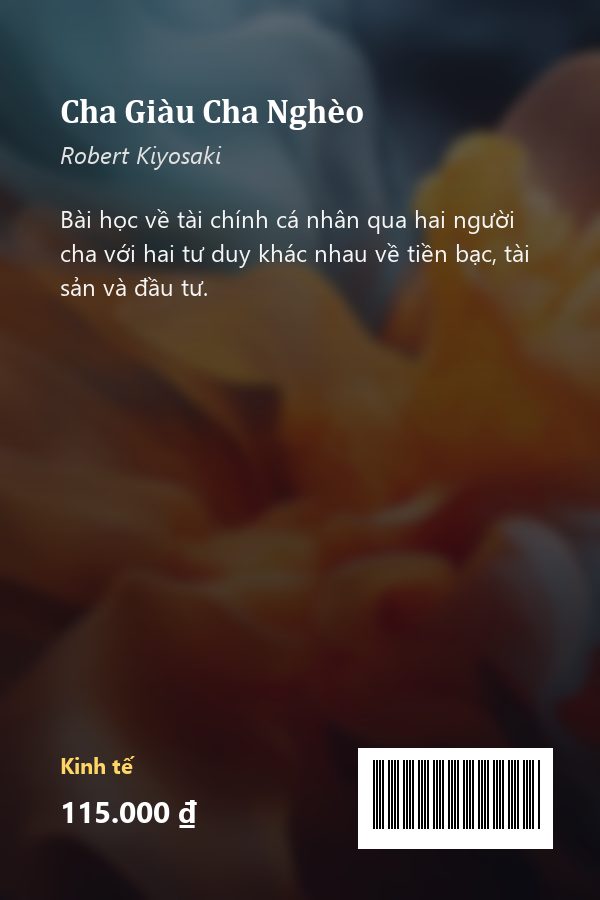 Cha Giàu Cha Nghèo
Robert Kiyosaki
Bài học về tài chính cá nhân qua hai người
cha với hai tư duy khác nhau về tiền bạc, tài
sản và đầu tư.
Kinh tế
115.000 ₫